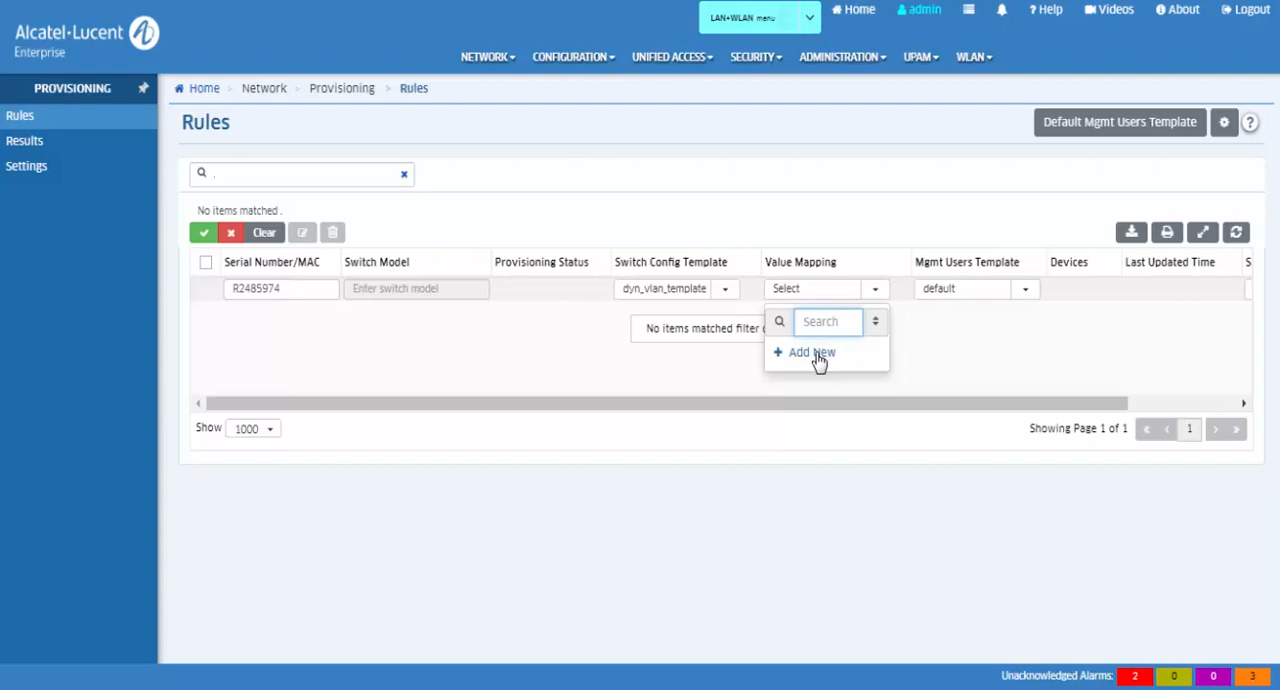 Alcatel•Lucent
Enterprise
LAN+WLAN menu
Home
admin
? Help
Videos
About
Logout
NETWORK
CONFIGURATION
UNIFIED ACCESS
SECURITY
ADMINISTRATION
UPAM
WLAN
PROVISIONING
Rules
Results
Settings
Home > Network > Provisioning > Rules
Rules
Default Mgmt Users Template
?
.
No items matched .
Clear
Serial Number/MAC
Switch Model
Provisioning Status
Switch Config Template
Value Mapping
Mgmt Users Template
Devices
Last Updated Time
S
R2485974
Enter switch model
dyn_vlan_template
Select
default
No items matched filter
Search
+ Add New
Show 1000
Showing Page 1 of 1 « ‹ 1 › »
Unacknowledged Alarms: 2 0 0 3